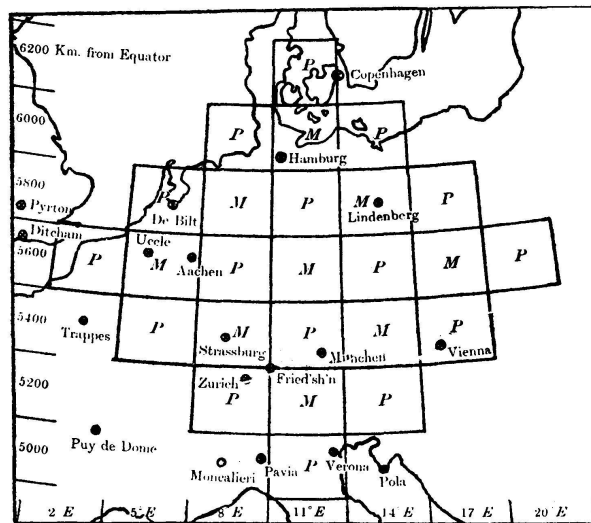 6200 Km. from Equator
P
Copenhagen
6000
P M P
Hamburg
5800
Pyrton
P
De Bilt
M P M
Lindenberg
P
Ditcham
5600
P
Uccle
M
Aachen
P M P M P
5400
Trappes
P
Strassburg
M
München
M P
Vienna
5200
Zurich
Fried'sh'n
P M P
5000
Puy de Dome
Moncalieri
Pavia
P
Verona
Pola
2 E 5° E 8 E 11° E 14 E 17 E 20 E